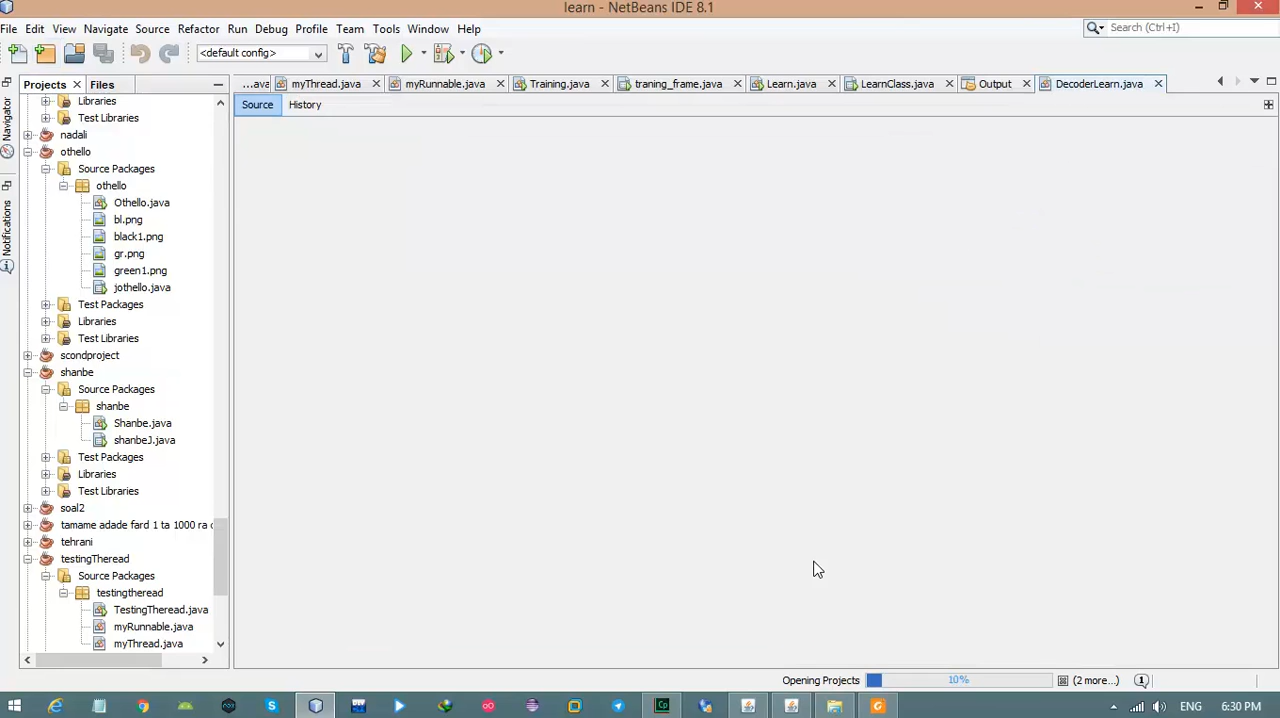 learn - NetBeans IDE 8.1
File Edit View Navigate Source Refactor Run Debug Profile Team Tools Window Help
Search (Ctrl+I)
<default config>
Projects Files
...ava myThread.java myRunnable.java Training.java traning_frame.java Learn.java LearnClass.java Output DecoderLearn.java
Source History
Navigator
Notifications
Libraries
Test Libraries
nadali
othello
Source Packages
othello
Othello.java
bl.png
black1.png
gr.png
green1.png
jothello.java
Test Packages
Libraries
Test Libraries
scondproject
shanbe
Source Packages
shanbe
Shanbe.java
shanbeJ.java
Test Packages
Libraries
Test Libraries
soal2
tamame adade fard 1 ta 1000 ra
tehrani
testingTheread
Source Packages
testingtheread
TestingTheread.java
myRunnable.java
myThread.java
Opening Projects 10% (2 more...)
ENG 6:30 PM